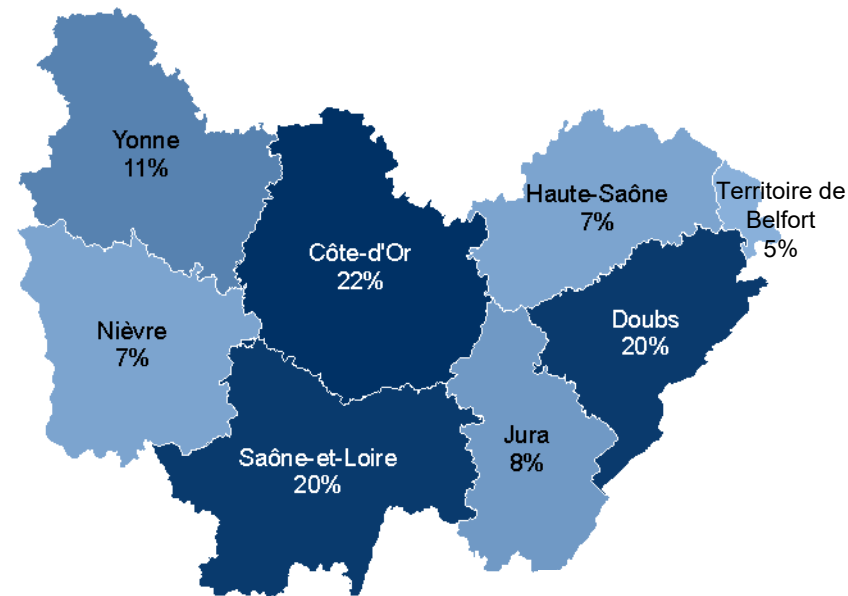 Yonne
11%
Côte-d'Or
22%
Haute-Saône
7%
Territoire de
Belfort
5%
Nièvre
7%
Doubs
20%
Saône-et-Loire
20%
Jura
8%